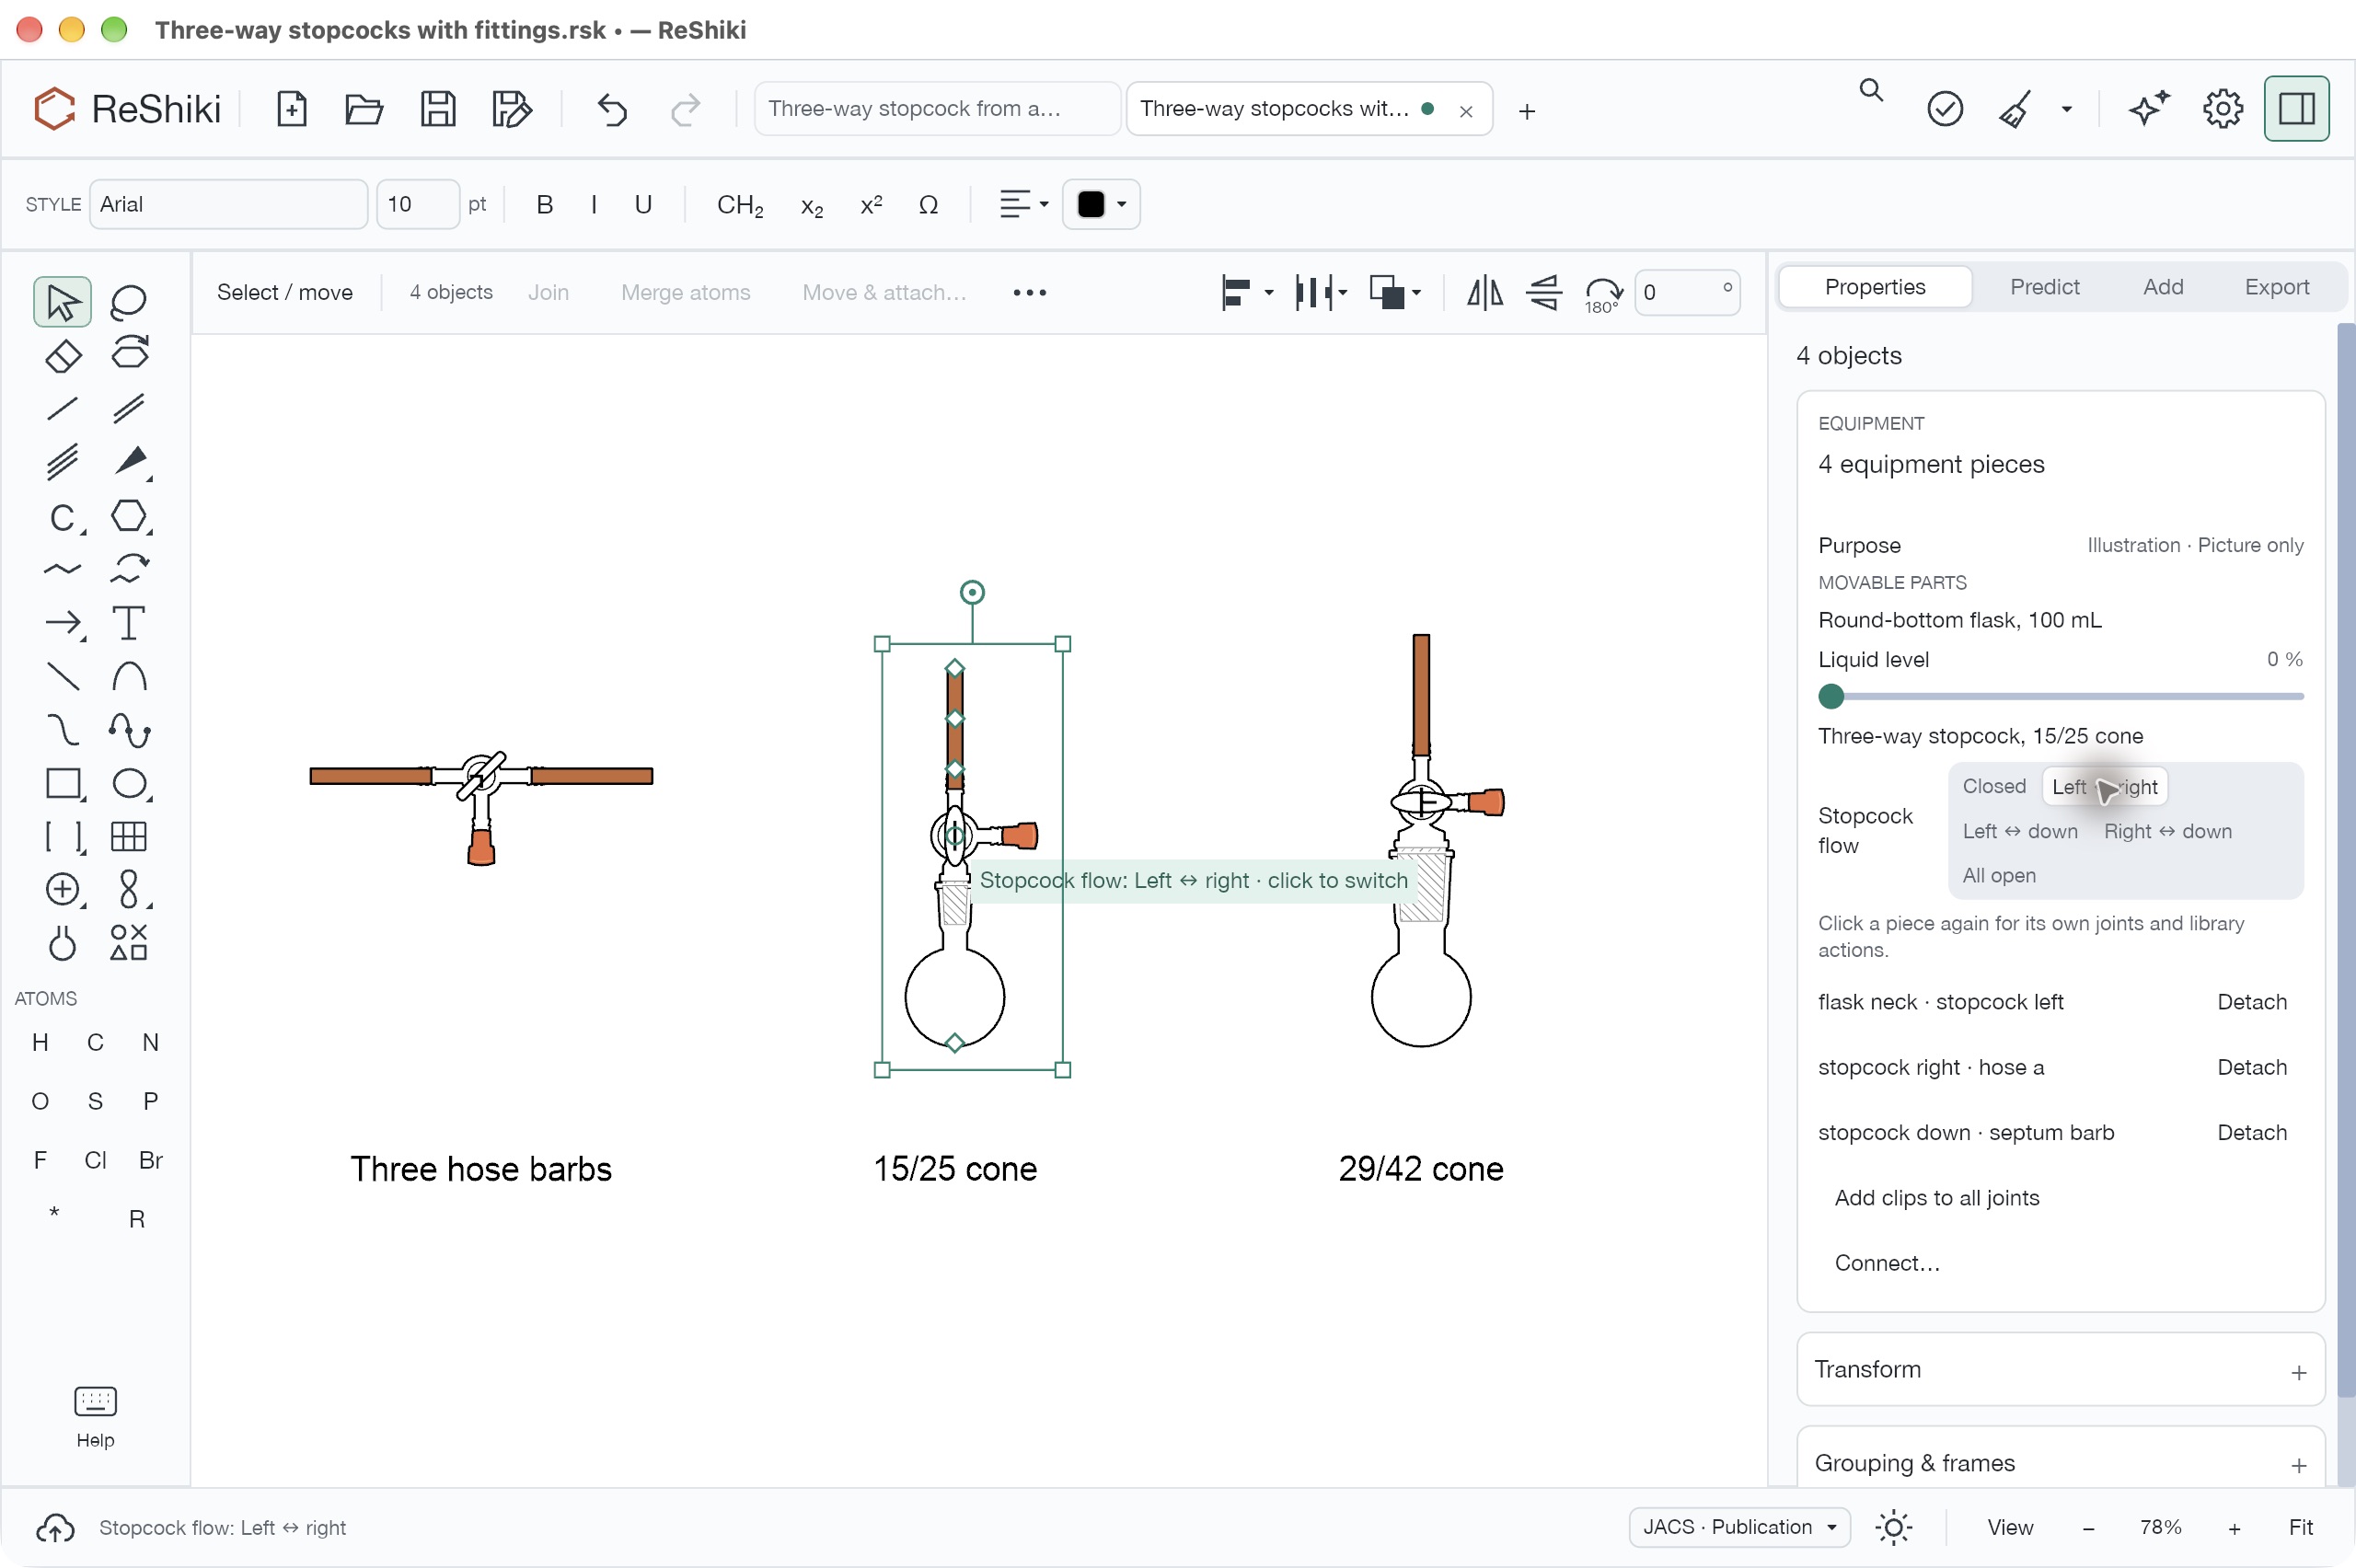 Three-way stopcocks with fittings.rsk • — ReShiki
ReShiki
Three-way stopcock from a...
Three-way stopcocks wit...
STYLE
Arial
10
pt
B
I
U
CH₂
x₂
x²
Ω
Select / move
4 objects
Join
Merge atoms
Move & attach...
180°
0
°
Properties
Predict
Add
Export
4 objects
EQUIPMENT
4 equipment pieces
Purpose
Illustration · Picture only
MOVABLE PARTS
Round-bottom flask, 100 mL
Liquid level
0 %
Three-way stopcock, 15/25 cone
Stopcock
flow
Closed
Left right
Left ↔ down
Right ↔ down
All open
Click a piece again for its own joints and library
actions.
flask neck · stopcock left
Detach
stopcock right · hose a
Detach
stopcock down · septum barb
Detach
Add clips to all joints
Connect...
Transform
Grouping & frames
C
T
ATOMS
H C N
O S P
F Cl Br
* R
Help
Stopcock flow: Left ↔ right · click to switch
Three hose barbs
15/25 cone
29/42 cone
Stopcock flow: Left ↔ right
JACS · Publication
View
−
78%
+
Fit